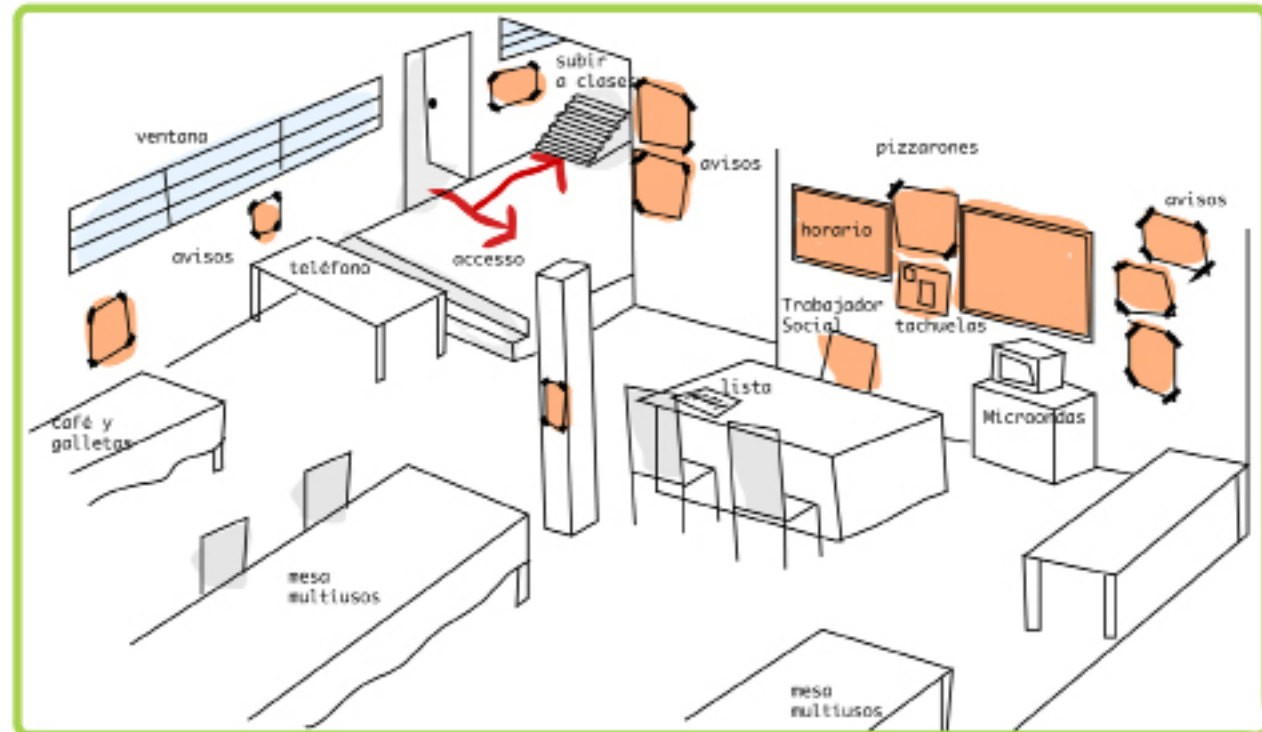 subir
a clases
ventana
avisos
pizzarones
avisos
horario
avisos
teléfono
accesso
Trabajador
Social
tachuelas
lista
Café y
galletas
Microondas
mesa
multiusos
mesa
multiusos